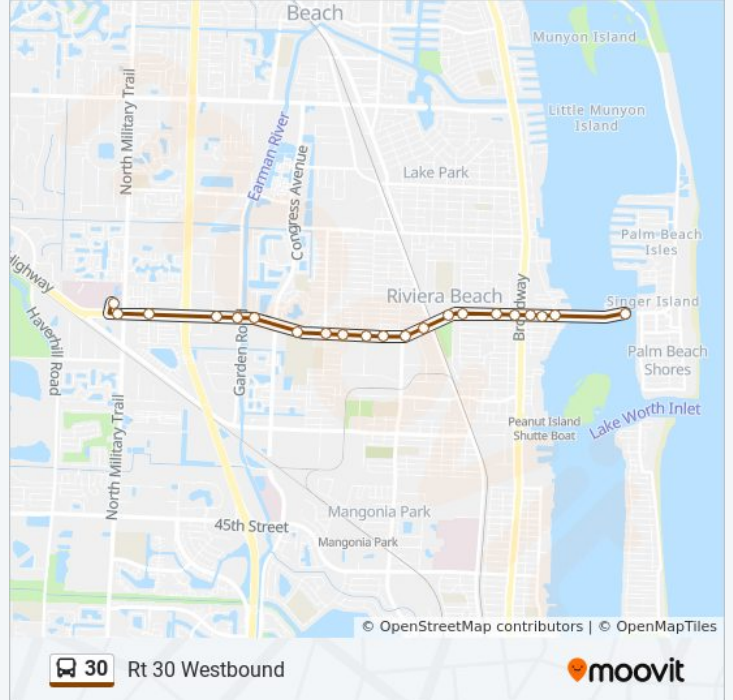 Beach
Munyon Island
North Military Trail
Little Munyon
Island
Earman River
Congress Avenue
Lake Park
Palm Beach
Isles
Highway
Riviera Beach
Singer Island
Haverhill Road
Garden Ro
Broadway
Palm Beach
Shores
North Military Trail
Peanut Island
Shutte Boat
Lake Worth Inlet
45th Street
Mangonia Park
Mangonia Park
© OpenStreetMap contributors | © OpenMapTiles
30 Rt 30 Westbound
moovit